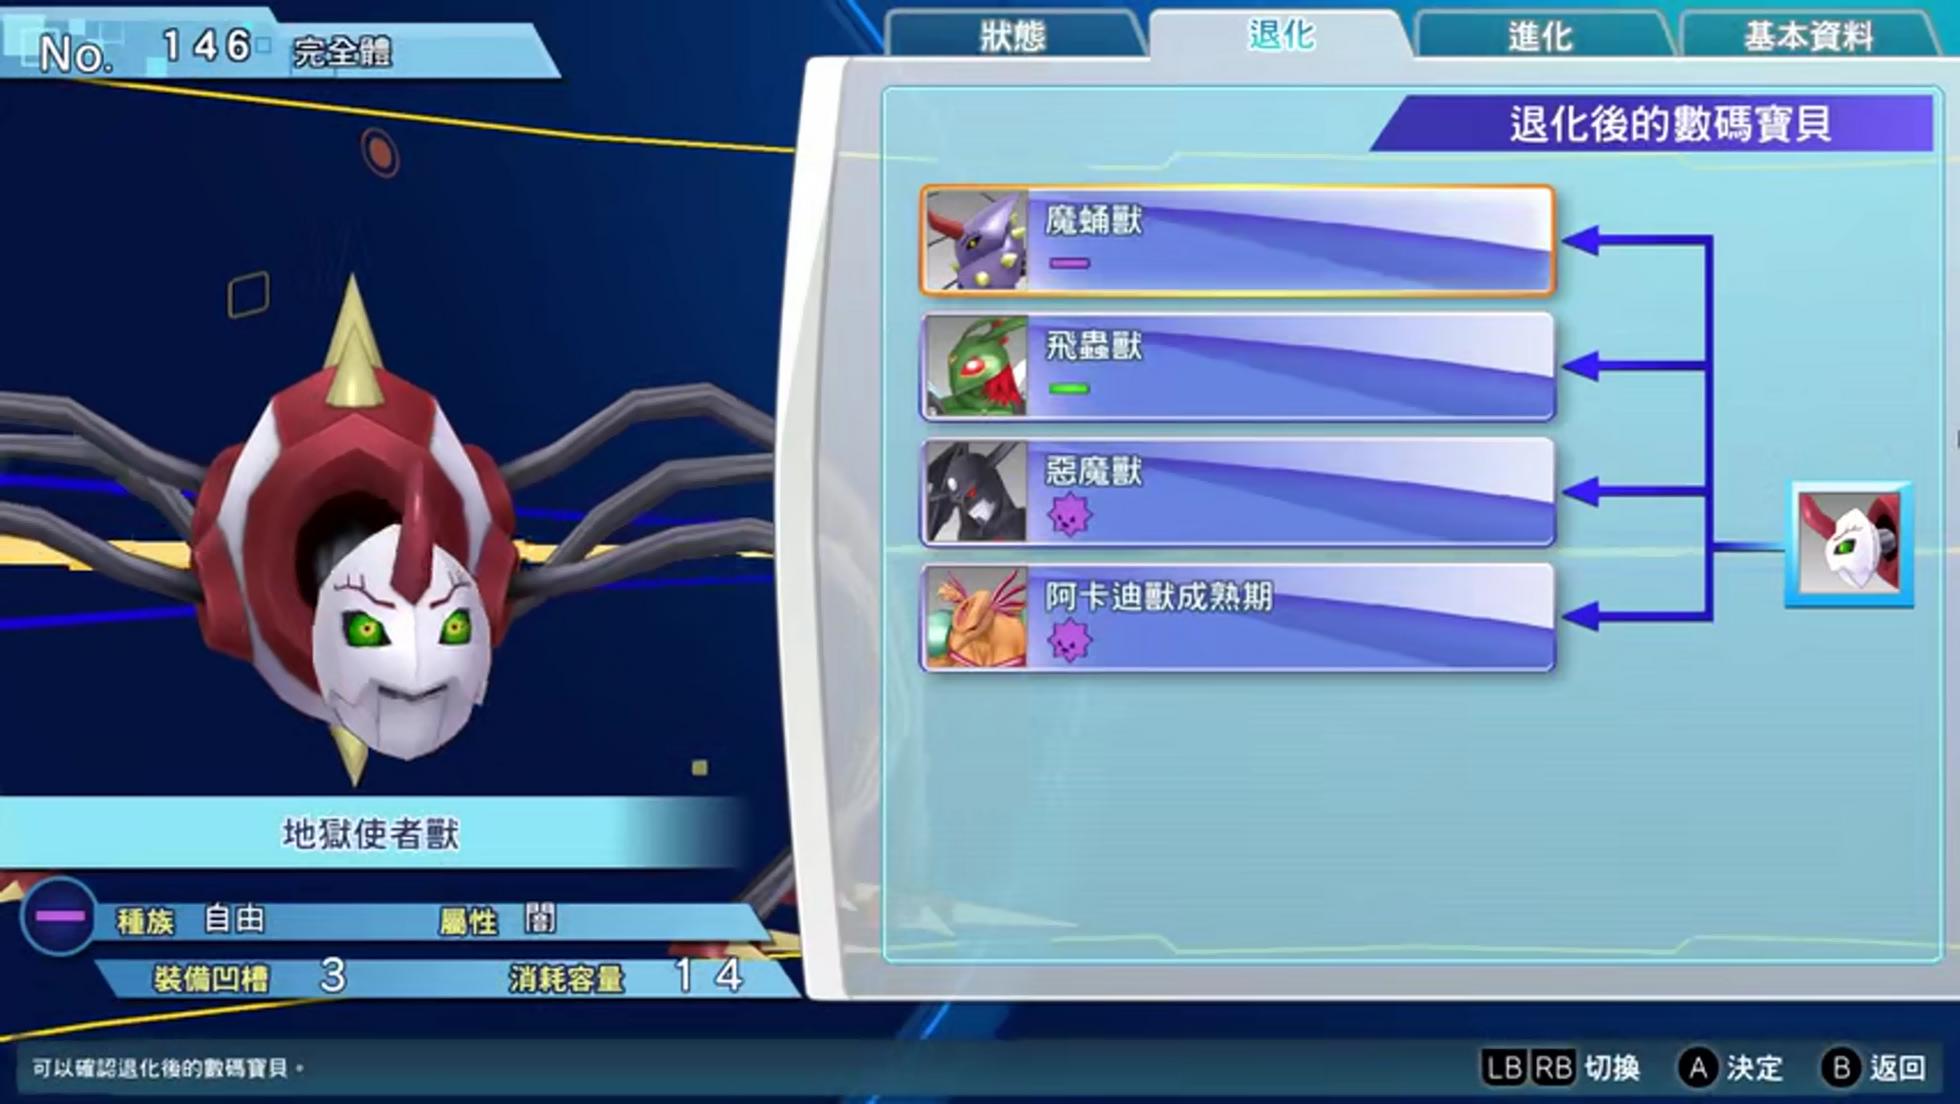 No. 146 完全體
狀態 退化 進化 基本資料
退化後的數碼寶貝
魔蛹獸
飛蟲獸
惡魔獸
阿卡迪獸成熟期
地獄使者獸
種族 自由 屬性 闇
裝備凹槽 3 消耗容量 14
可以確認退化後的數碼寶貝。
LB RB 切換 A 決定 B 返回